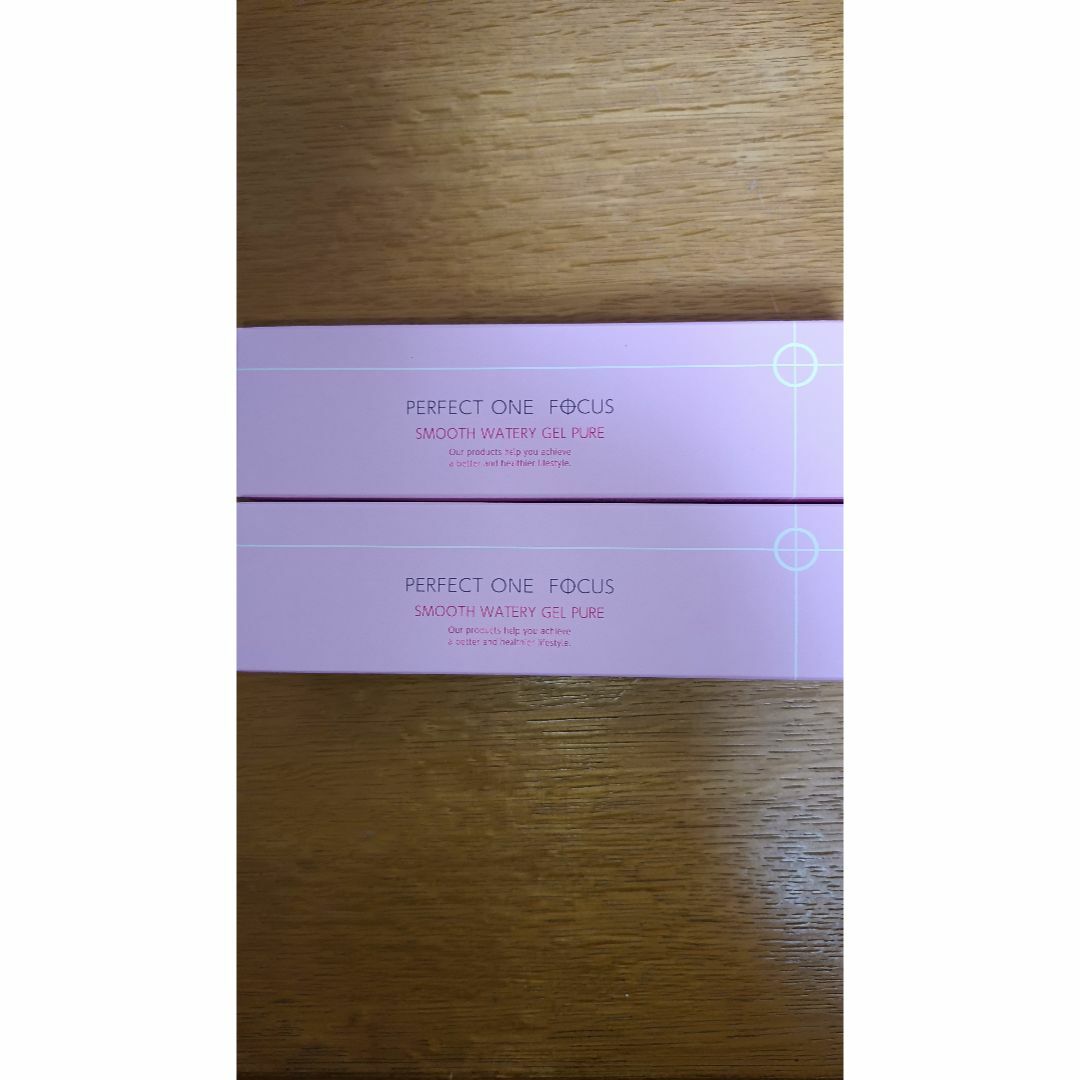 PERFECT ONE FOCUS
SMOOTH WATERY GEL PURE
Our products help you achieve
a better and healthier lifestyle.
PERFECT ONE FOCUS
SMOOTH WATERY GEL PURE
Our products help you achieve
a better and healthier lifestyle.